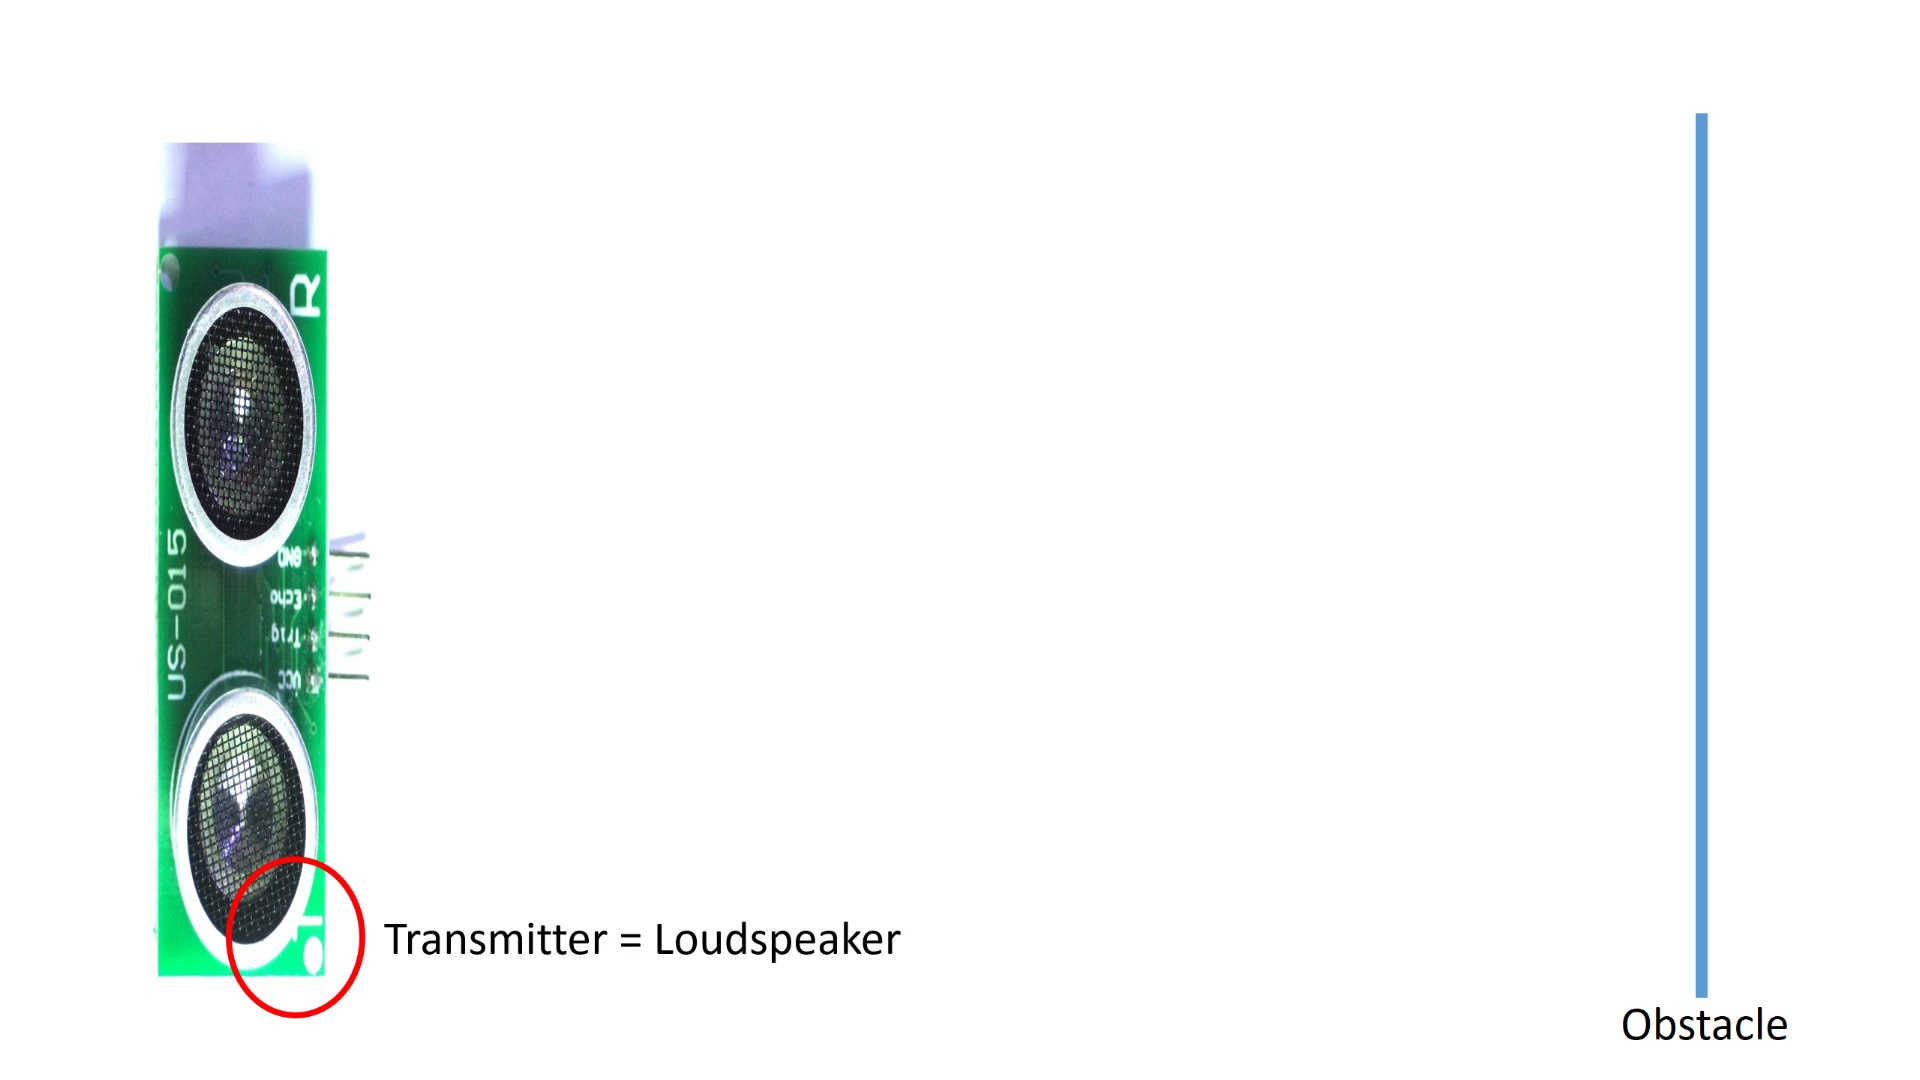 R
US-015
GND
Echo
Trig
VCC
T
Transmitter = Loudspeaker
Obstacle